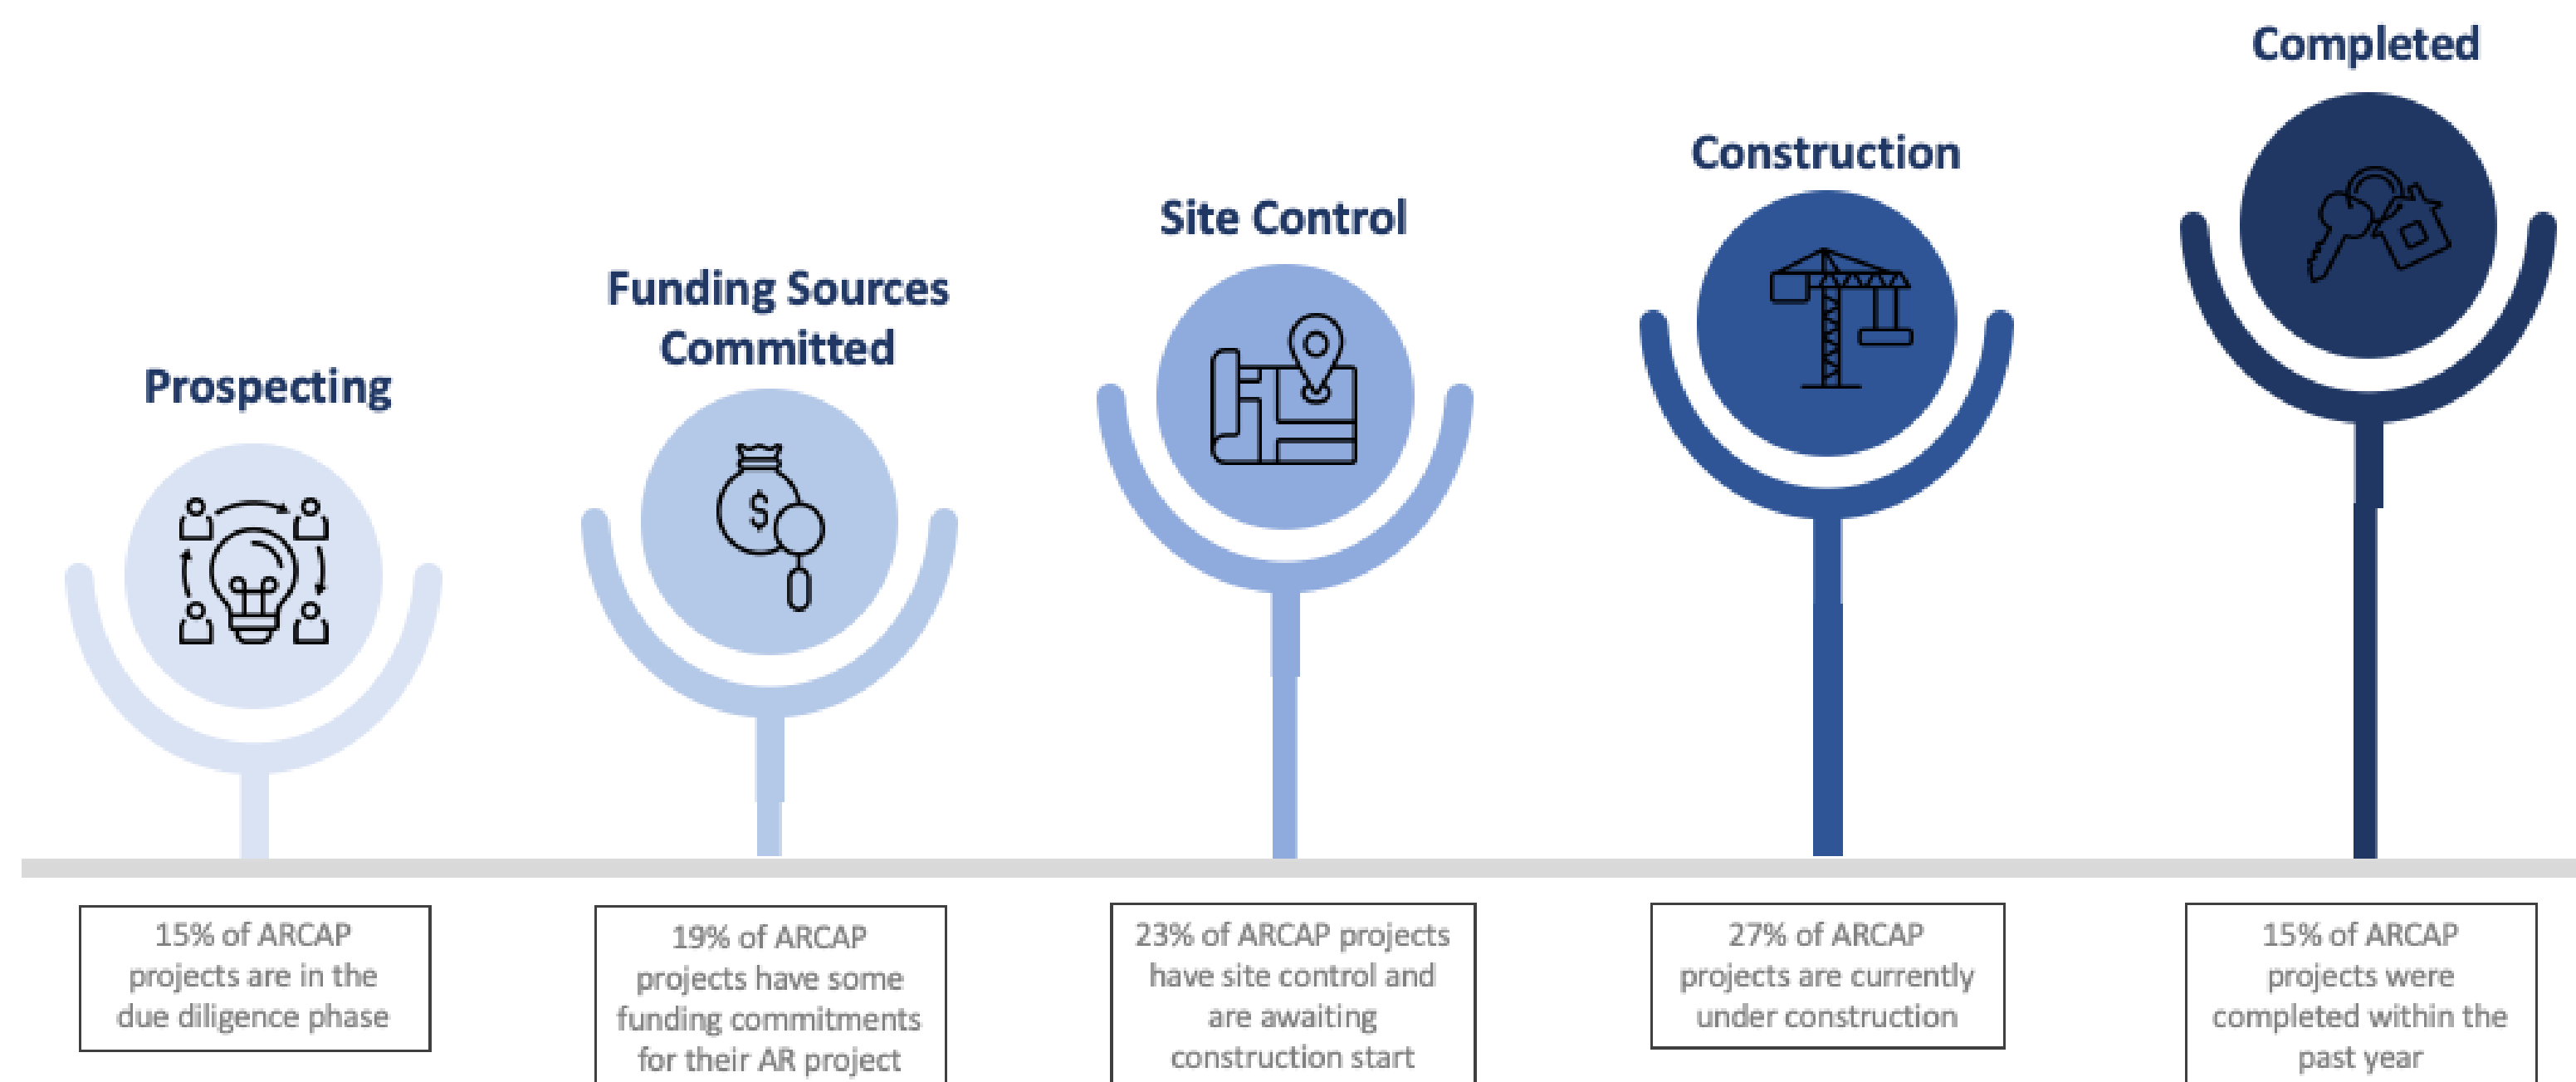 Prospecting
15% of ARCAP
projects are in the
due diligence phase
Funding Sources
Committed
$
19% of ARCAP
projects have some
funding commitments
for their AR project
Site Control
23% of ARCAP projects
have site control and
are awaiting
construction start
Construction
27% of ARCAP
projects are currently
under construction
Completed
15% of ARCAP
projects were
completed within the
past year